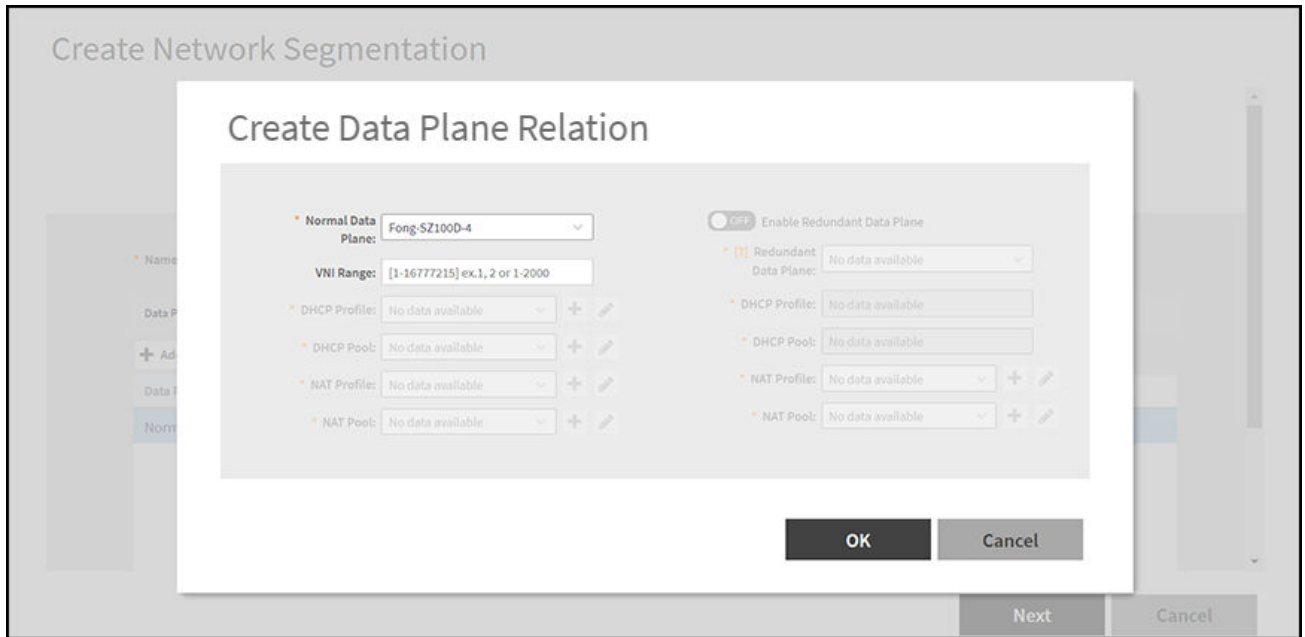 Create Network Segmentation
Create Data Plane Relation
* Normal Data
Plane:
Fong-SZ100D-4
VNI Range:
[1-16777215] ex.1, 2 or 1-2000
* DHCP Profile:
No data available
* DHCP Pool:
No data available
* NAT Profile:
No data available
* NAT Pool:
No data available
OFF
Enable Redundant Data Plane
* [?] Redundant
Data Plane:
No data available
* DHCP Profile:
No data available
* DHCP Pool:
No data available
* NAT Profile:
No data available
* NAT Pool:
No data available
* Name
Data P
+ Ad
Data
Norm
OK
Cancel
Next
Cancel